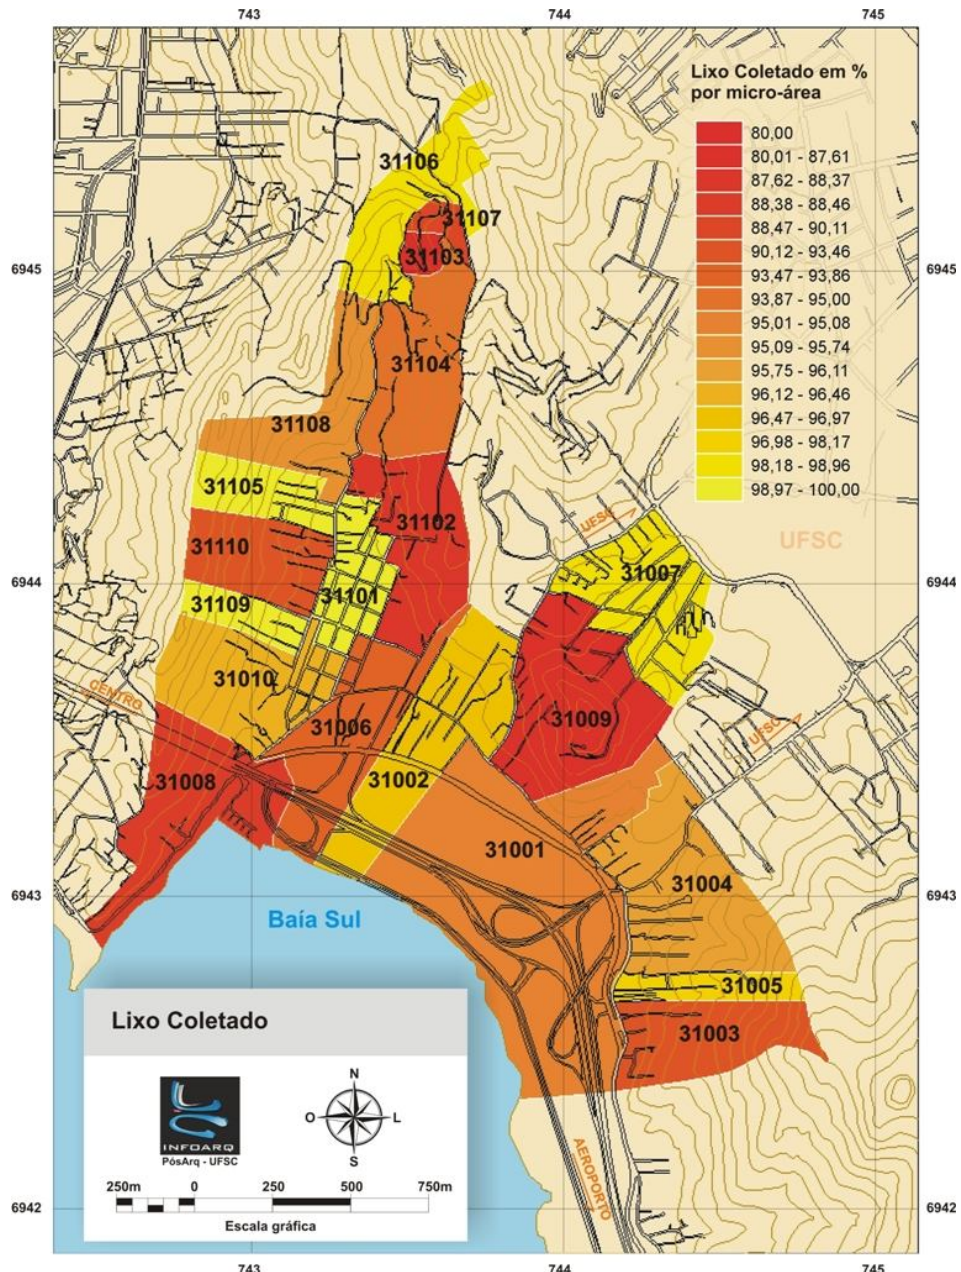 743
744
745
Lixo Coletado em %
por micro-área
80,00
80,01 - 87,61
87,62 - 88,37
88,38 - 88,46
88,47 - 90,11
90,12 - 93,46
93,47 - 93,86
93,87 - 95,00
95,01 - 95,08
95,09 - 95,74
95,75 - 96,11
96,12 - 96,46
96,47 - 96,97
96,98 - 98,17
98,18 - 98,96
98,97 - 100,00
31106
31107
31103
6945
6945
31104
31108
31105
31102
UFSC
UFSC
31110
31007
6944
6944
31109
31101
31010
CENTRO
31009
UFSC
31006
31008
31002
31001
31004
6943
6943
Baía Sul
31005
31003
Lixo Coletado
N
O
L
S
INFOARQ
PósArq - UFSC
250m
0
250
500
750m
Escala gráfica
AEROPORTO
6942
6942
743
744
745